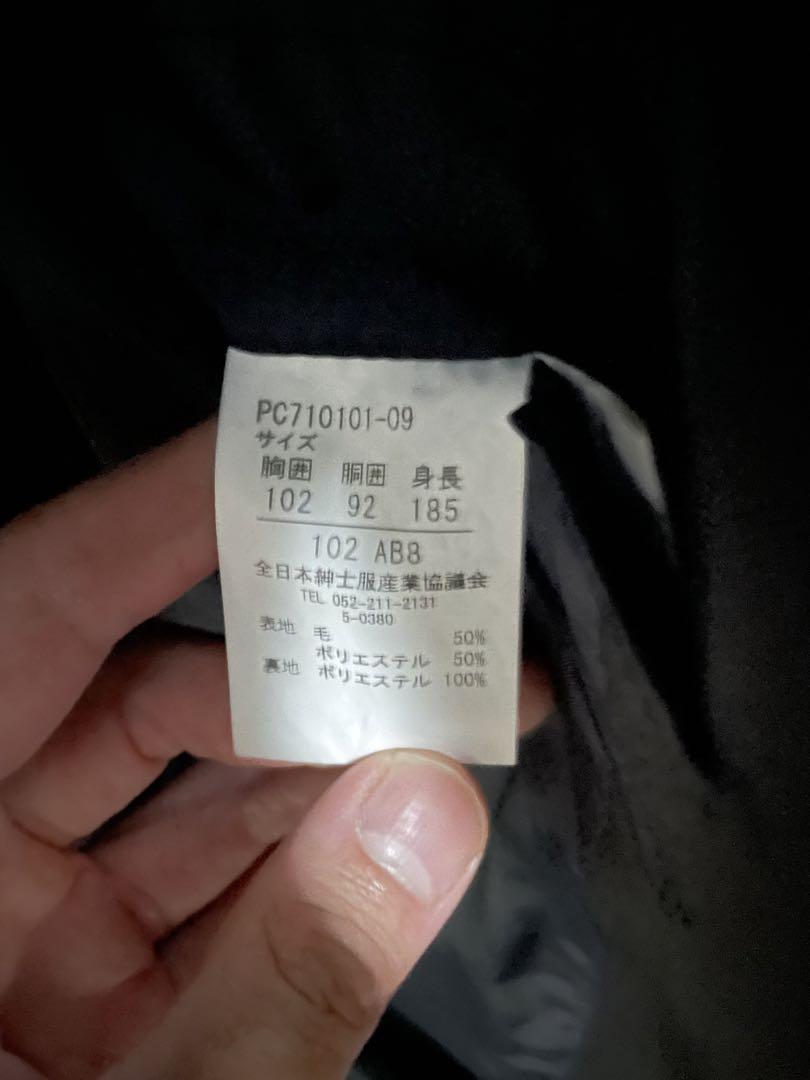 PC710101-09
サイズ
胸囲 胴囲 身長
102 92 185
102 AB8
全日本紳士服産業協議会
TEL 052-211-2131
5-0380
表地 毛 50%
ポリエステル 50%
裏地 ポリエステル 100%